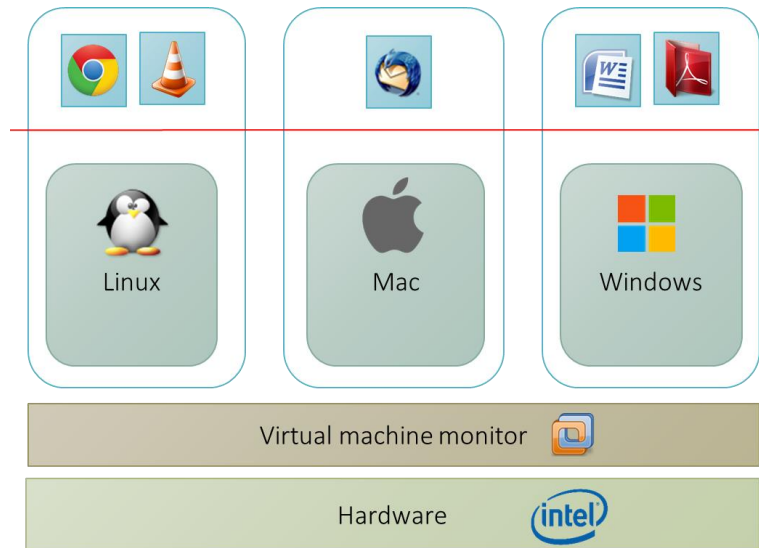 W
Linux
Mac
Windows
Virtual machine monitor
Hardware
intel